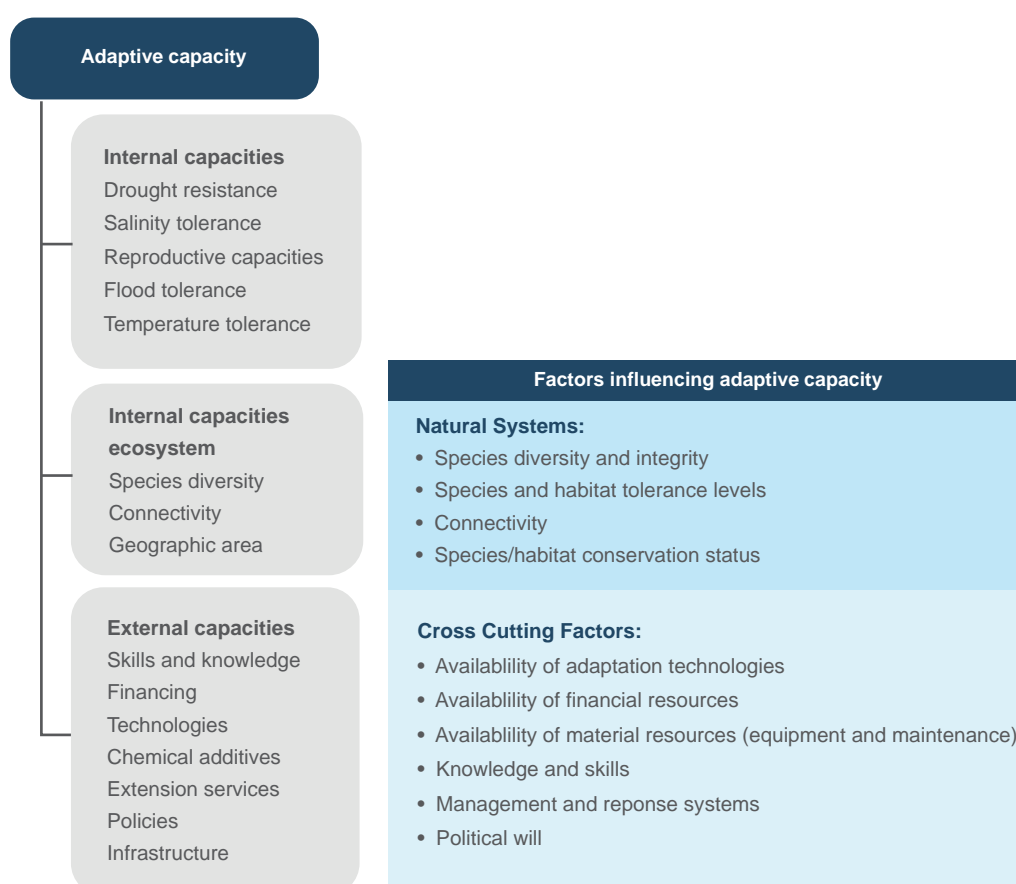 Adaptive capacity
Internal capacities
Drought resistance
Salinity tolerance
Reproductive capacities
Flood tolerance
Temperature tolerance
Internal capacities
ecosystem
Species diversity
Connectivity
Geographic area
External capacities
Skills and knowledge
Financing
Technologies
Chemical additives
Extension services
Policies
Infrastructure
Factors influencing adaptive capacity
Natural Systems:
• Species diversity and integrity
• Species and habitat tolerance levels
• Connectivity
• Species/habitat conservation status
Cross Cutting Factors:
• Availablility of adaptation technologies
• Availablility of financial resources
• Availablility of material resources (equipment and maintenance)
• Knowledge and skills
• Management and reponse systems
• Political will